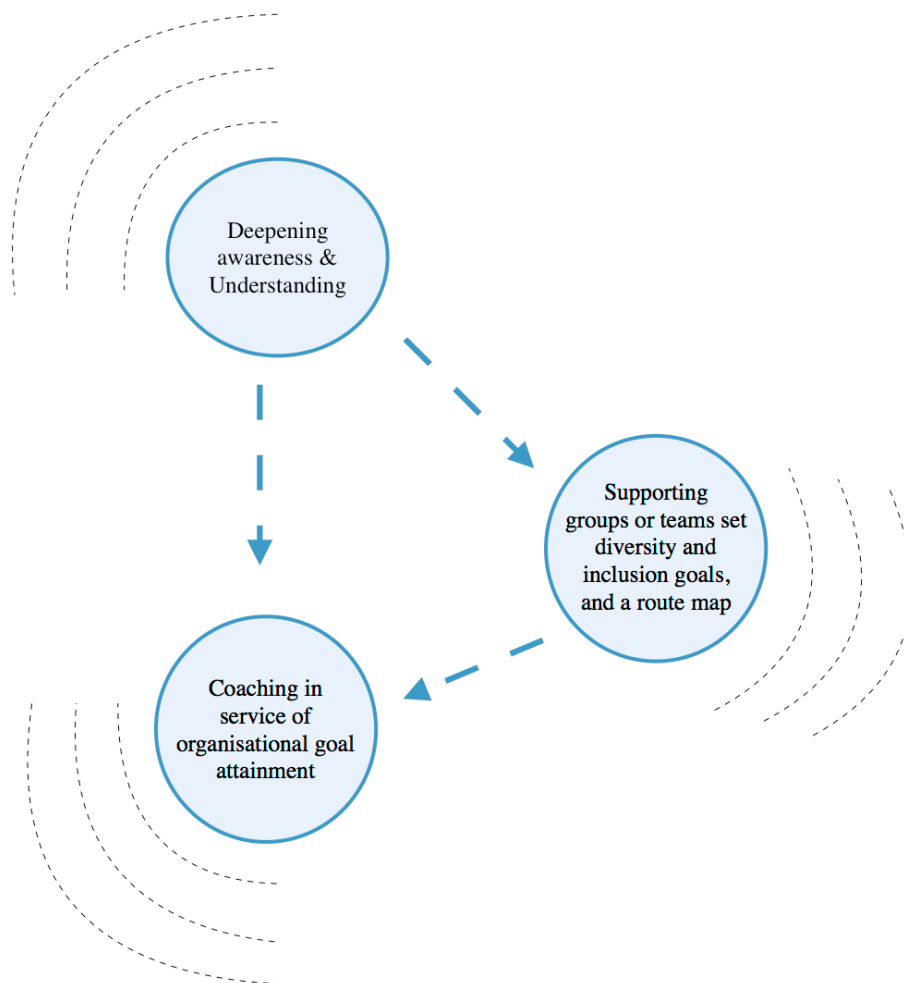 Deepening
awareness &
Understanding
Supporting
groups or teams set
diversity and
inclusion goals,
and a route map
Coaching in
service of
organisational goal
attainment